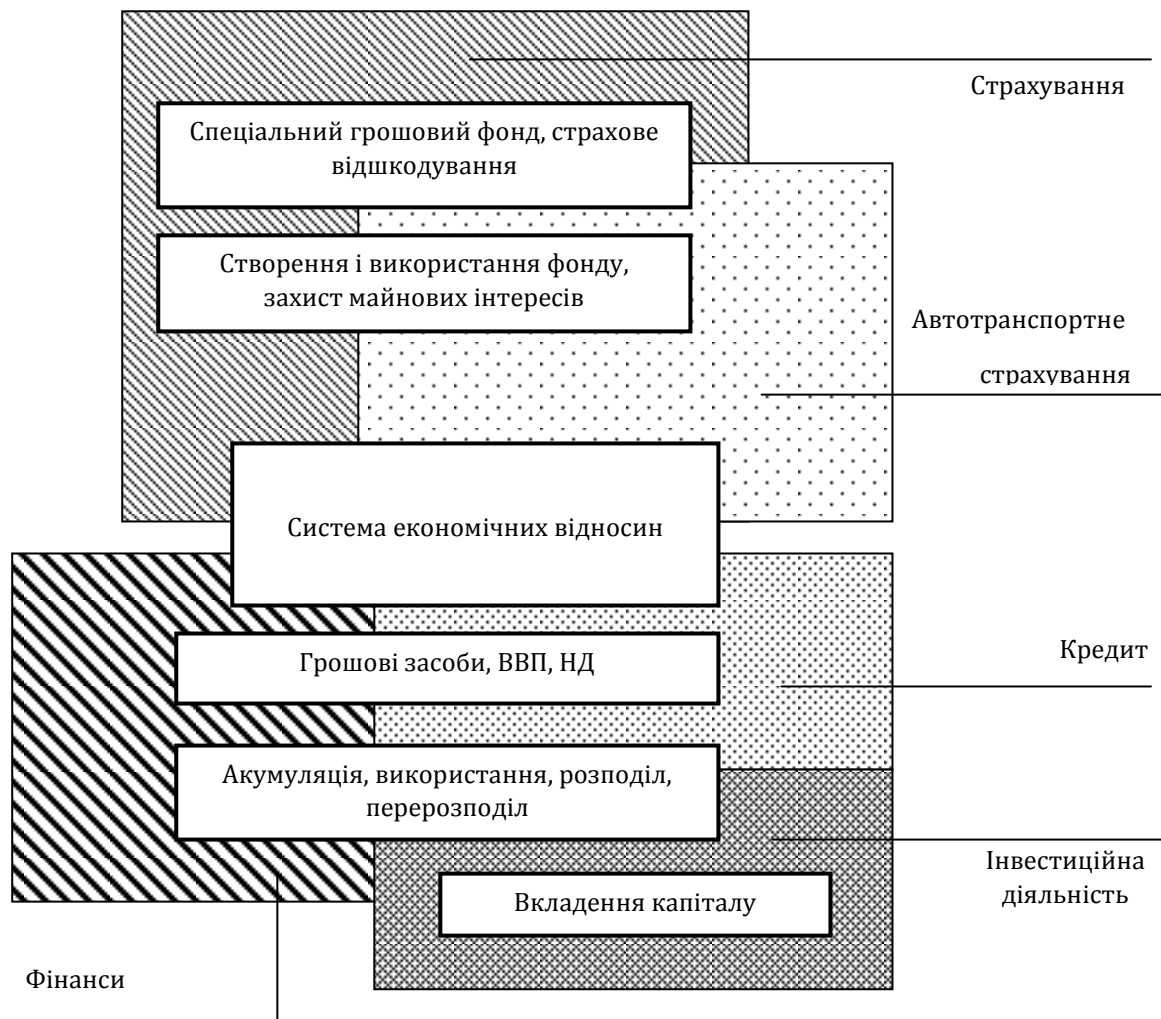 Страхування
Спеціальний грошовий фонд, страхове
відшкодування
Створення і використання фонду,
захист майнових інтересів
Автотранспортне
страхування
Система економічних відносин
Грошові засоби, ВВП, НД
Кредит
Акумуляція, використання, розподіл,
перерозподіл
Інвестиційна
діяльність
Вкладення капіталу
Фінанси